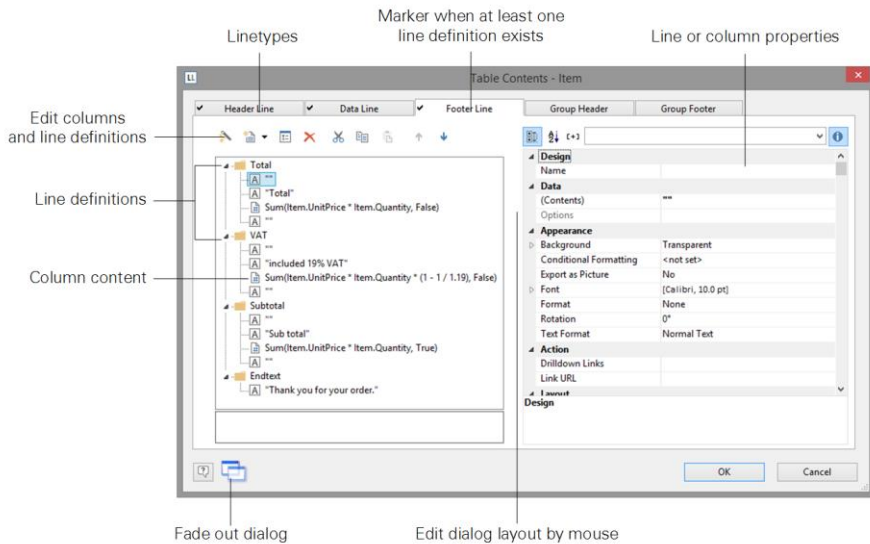 Marker when at least one
line definition exists
Linetypes
Line or column properties
LL
Table Contents - Item
Header Line
Data Line
Footer Line
Group Header
Group Footer
Edit columns
and line definitions
Line definitions
Column content
Total
A ""
A "Total"
Sum(Item.UnitPrice * Item.Quantity, False)
A ""
VAT
A ""
A "included 19% VAT"
Sum(Item.UnitPrice * Item.Quantity * (1 - 1 / 1.19), False)
A ""
Subtotal
A ""
A "Sub total"
Sum(Item.UnitPrice * Item.Quantity, True)
A ""
Endtext
A "Thank you for your order."
Design
Name
Data
(Contents) ""
Options
Appearance
Background Transparent
Conditional Formatting <not set>
Export as Picture No
Font [Calibri, 10.0 pt]
Format None
Rotation 0°
Text Format Normal Text
Action
Drilldown Links
Link URL
Layout
Design
OK
Cancel
Fade out dialog
Edit dialog layout by mouse